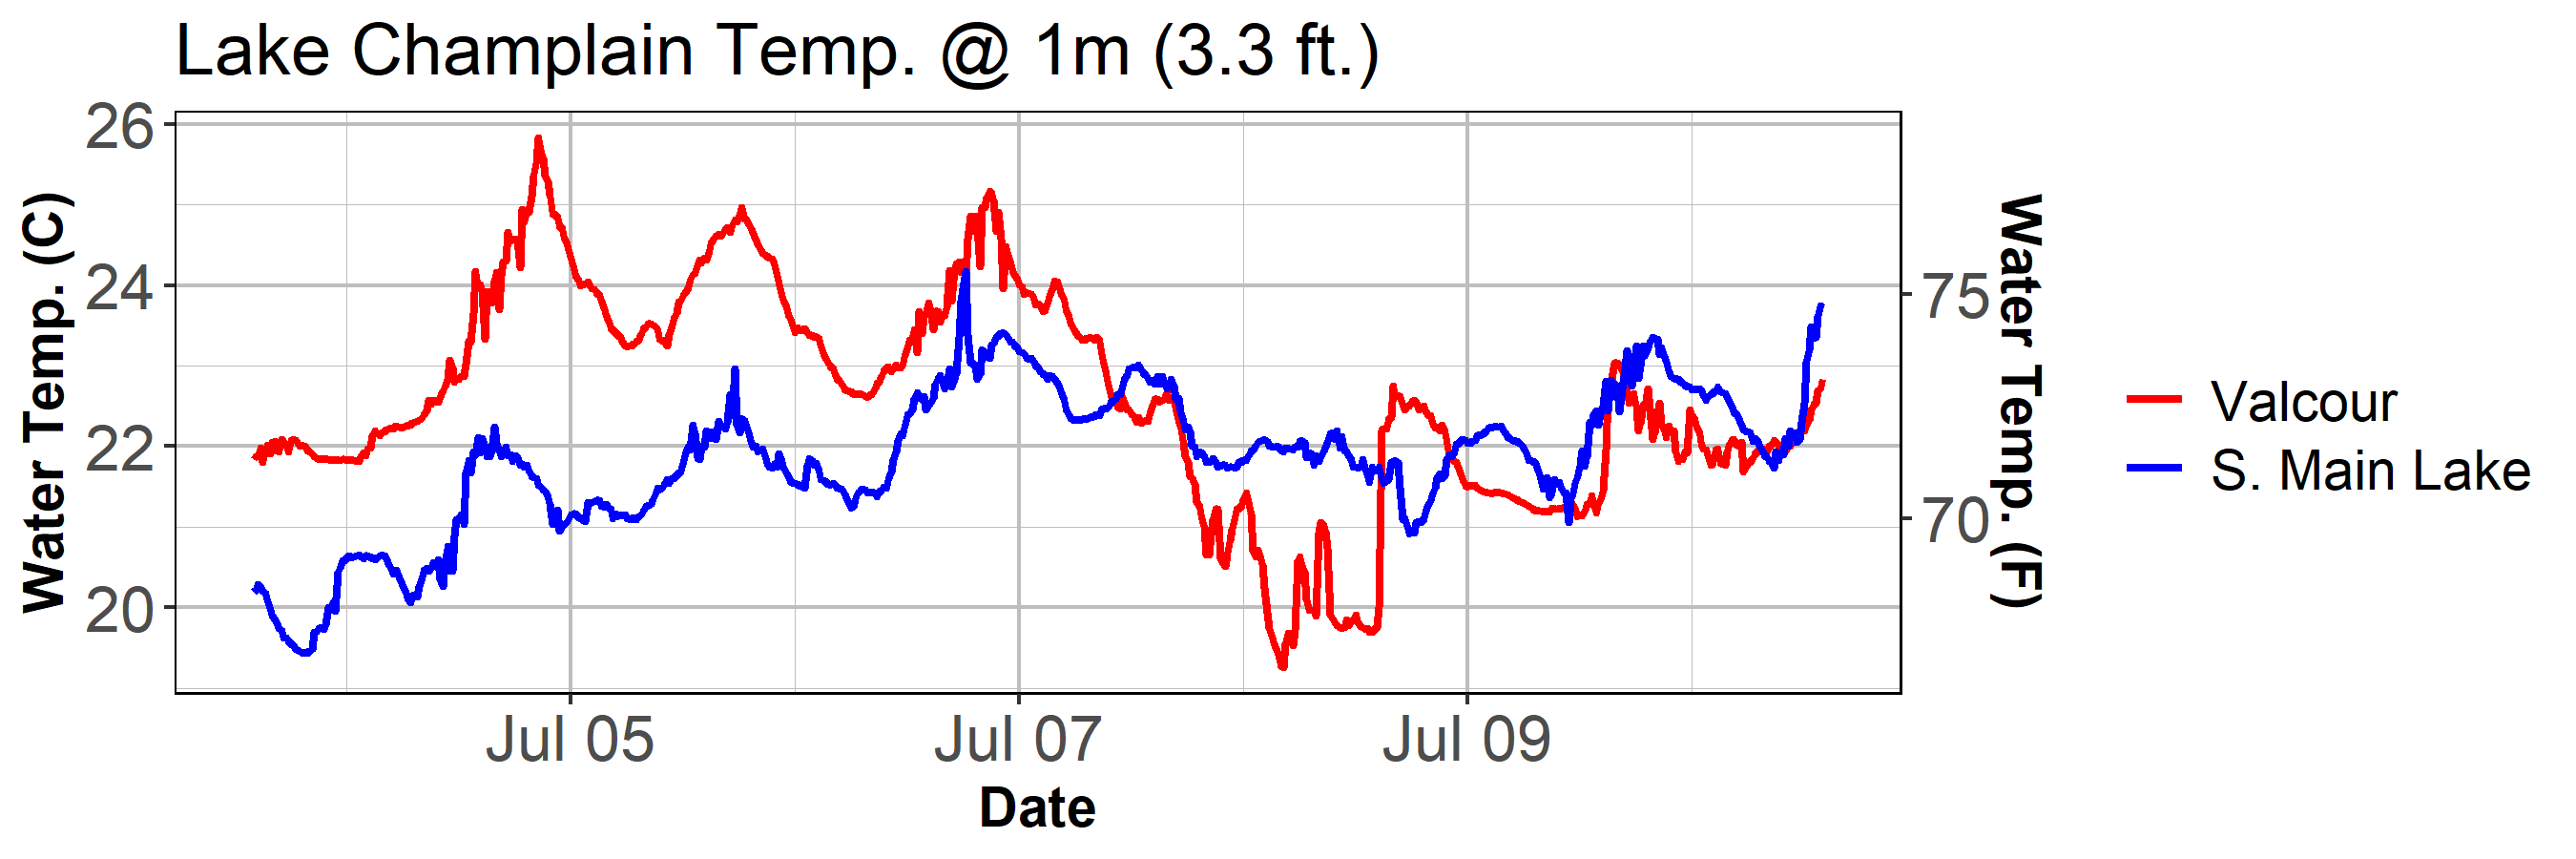 Lake Champlain Temp. @ 1m (3.3 ft.)
Water Temp. (C)
26
24
22
20
75
70
Water Temp. (F)
Jul 05
Jul 07
Jul 09
Date
Valcour
S. Main Lake